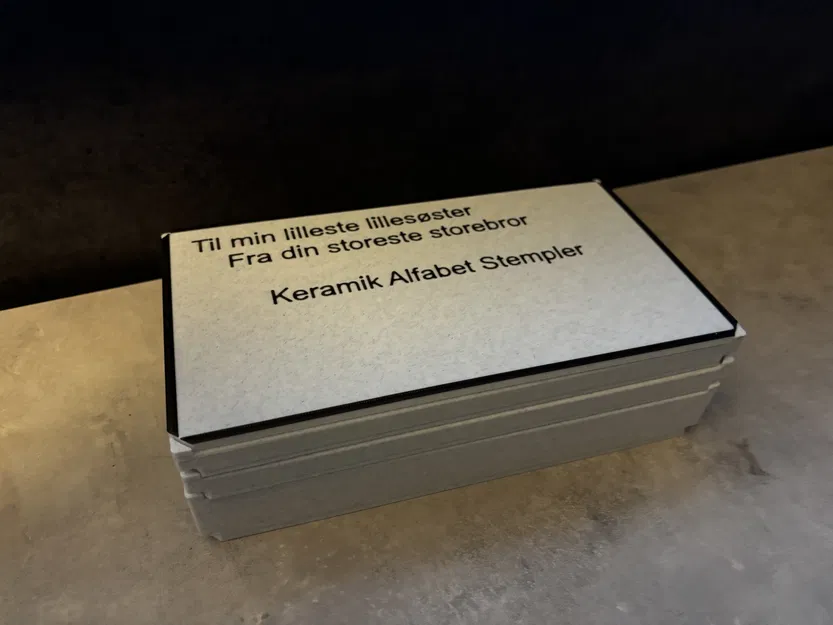 Til min lilleste lillesøster
Fra din storeste storebror
Keramik Alfabet Stempler